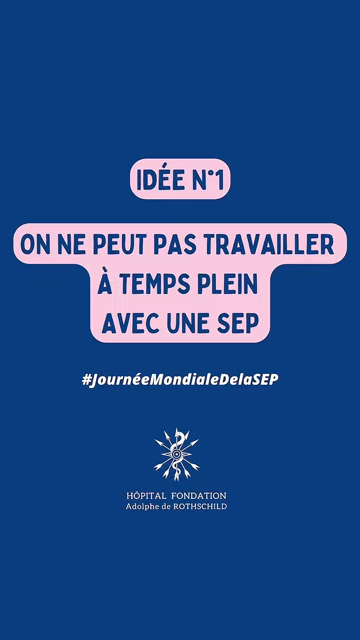 IDÉE N°1
ON NE PEUT PAS TRAVAILLER
À TEMPS PLEIN
AVEC UNE SEP
#JournéeMondialeDelaSEP
HÔPITAL FONDATION
Adolphe de ROTHSCHILD